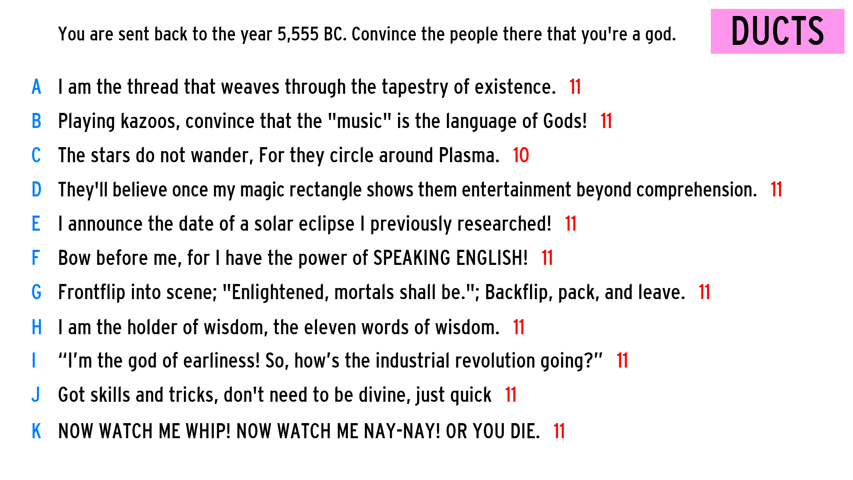 You are sent back to the year 5,555 BC. Convince the people there that you're a god.
DUCTS
A I am the thread that weaves through the tapestry of existence. 11
B Playing kazoos, convince that the "music" is the language of Gods! 11
C The stars do not wander, For they circle around Plasma. 10
D They'll believe once my magic rectangle shows them entertainment beyond comprehension. 11
E I announce the date of a solar eclipse I previously researched! 11
F Bow before me, for I have the power of SPEAKING ENGLISH! 11
G Frontflip into scene; "Enlightened, mortals shall be."; Backflip, pack, and leave. 11
H I am the holder of wisdom, the eleven words of wisdom. 11
I “I’m the god of earliness! So, how’s the industrial revolution going?” 11
J Got skills and tricks, don't need to be divine, just quick 11
K NOW WATCH ME WHIP! NOW WATCH ME NAY-NAY! OR YOU DIE. 11